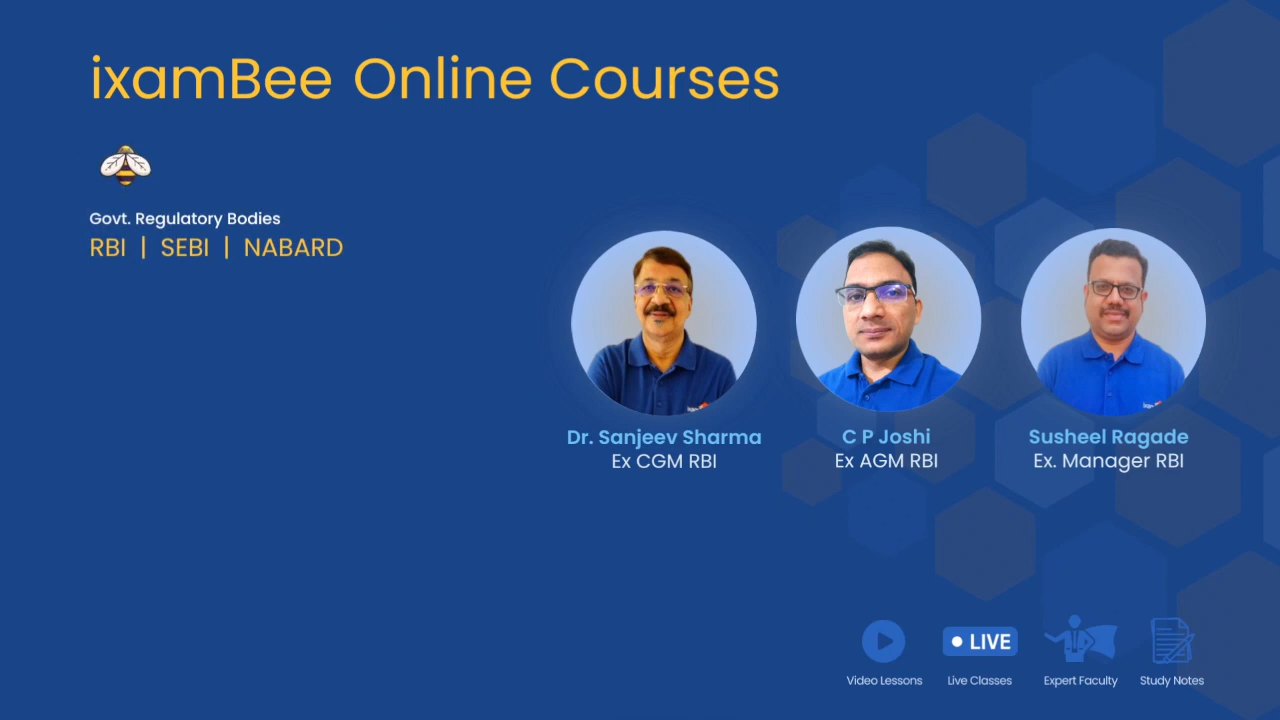 ixamBee Online Courses
Govt. Regulatory Bodies
RBI | SEBI | NABARD
Dr. Sanjeev Sharma
Ex CGM RBI
C P Joshi
Ex AGM RBI
Susheel Ragade
Ex. Manager RBI
LIVE
Video Lessons
Live Classes
Expert Faculty
Study Notes